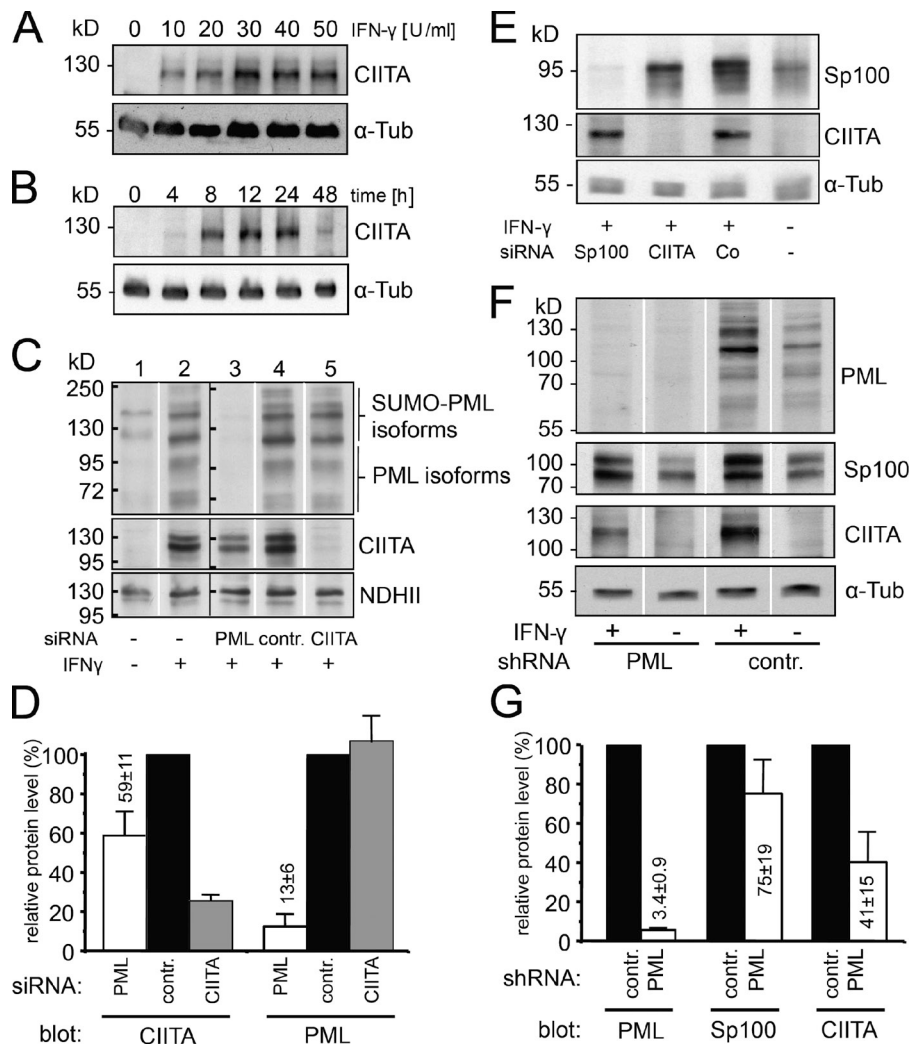 A
kD 0 10 20 30 40 50 IFN-γ [U/ml]
130 CIITA
55 α-Tub
B
kD 0 4 8 12 24 48 time [h]
130 CIITA
55 α-Tub
C
kD 1 2 3 4 5
250
130
95
72
SUMO-PML
isoforms
PML isoforms
130
95
CIITA
130
95
NDHII
siRNA - - PML contr. CIITA
IFNγ - + + + +
D
relative protein level (%)
100
80
60
40
20
0
59±11
13±6
siRNA: PML contr. CIITA PML contr. CIITA
blot: CIITA PML
E
kD
95 Sp100
130
CIITA
55 α-Tub
IFN-γ + + + -
siRNA Sp100 CIITA Co -
F
kD
130
100
70
55
PML
100
70
Sp100
130
100
CIITA
55 α-Tub
IFN-γ + - + -
shRNA PML contr.
G
relative protein level (%)
100
80
60
40
20
0
3.4±0.9
75±19
41±15
shRNA: contr. PML contr. PML contr. PML
blot: PML Sp100 CIITA